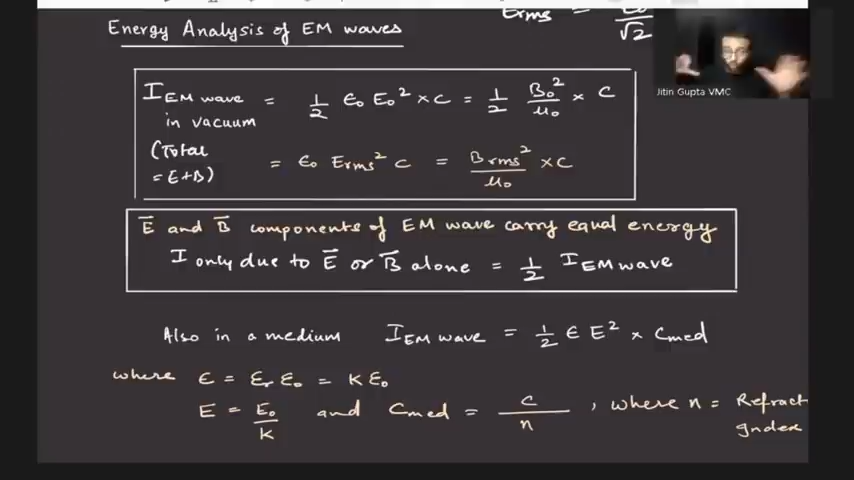 Energy Analysis of EM waves
Erms = E₀/√2
Jitin Gupta VMC
I EM wave in vacuum = 1/2 ϵ₀ E₀² × C = 1/2 B₀²/μ₀ × C
(Total = E+B) = ϵ₀ Erms² C = Brms²/μ₀ × C
E⃗ and B⃗ components of EM wave carry equal energy
I only due to E⃗ or B⃗ alone = 1/2 I EM wave
Also in a medium I EM wave = 1/2 ϵ E² × Cmed
where ϵ = ϵr ϵ₀ = K ϵ₀
E = E₀/K and Cmed = C/n , where n = Refract
Index